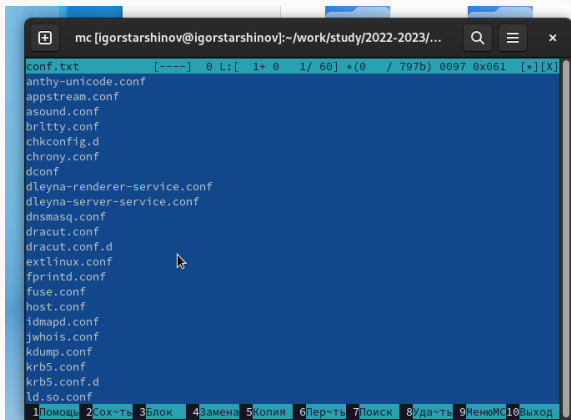 mc [igorstarshinov@igorstarshinov]:~/work/study/2022-2023/...
conf.txt [----] 0 L:[ 1+ 0 1/ 60] *(0 / 797b) 0097 0x061 [*][X]
anthy-unicode.conf
appstream.conf
asound.conf
brltty.conf
chkconfig.d
chrony.conf
dconf
dleyna-renderer-service.conf
dleyna-server-service.conf
dnsmasq.conf
dracut.conf
dracut.conf.d
extlinux.conf
fprintd.conf
fuse.conf
host.conf
idmapd.conf
jwhois.conf
kdump.conf
krb5.conf
krb5.conf.d
ld.so.conf
1Помощь 2Сох~ть 3Блок 4Замена 5Копия 6Пер~ть 7Поиск 8Уда~ть 9МенюМС 10Выход